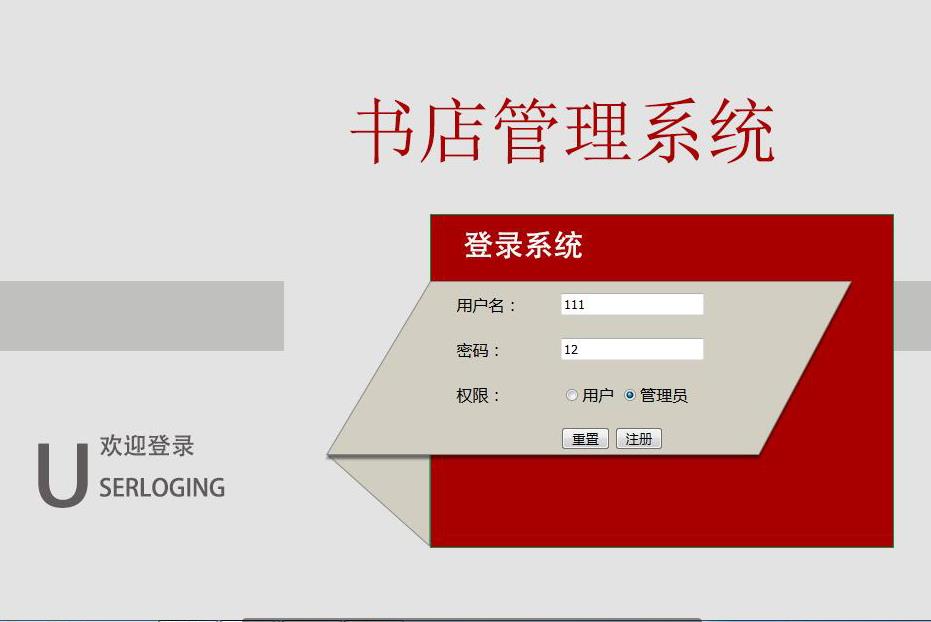 书店管理系统
登录系统
用户名：111
密码：12
权限：用户 管理员
重置 注册
欢迎登录
USERLOGING